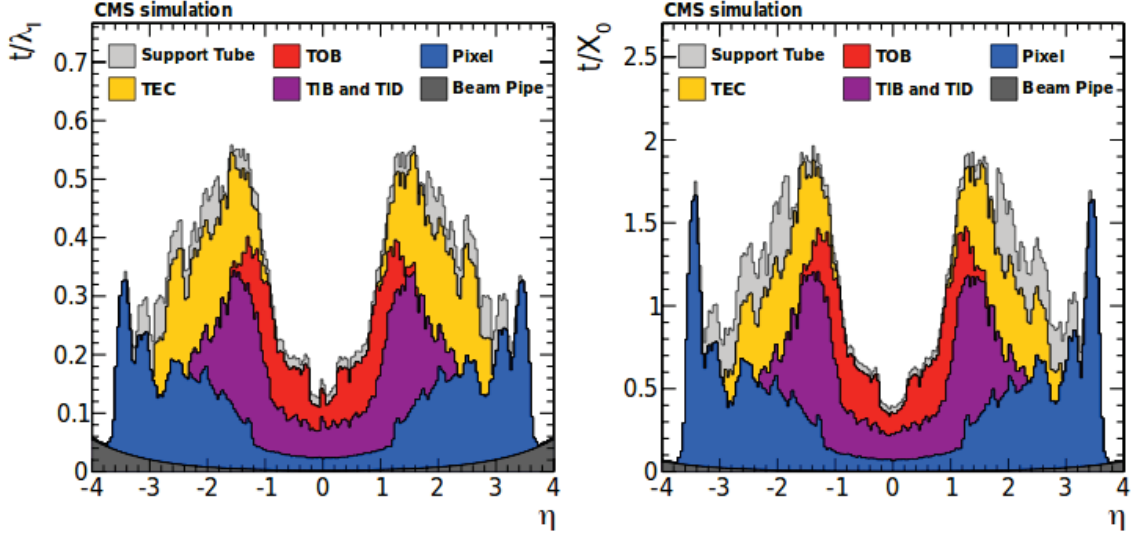 CMS simulation
t/λI
Support Tube TOB Pixel
TEC TIB and TID Beam Pipe
0.7
0.6
0.5
0.4
0.3
0.2
0.1
0
-4 -3 -2 -1 0 1 2 3 4
η
CMS simulation
t/X0
Support Tube TOB Pixel
TEC TIB and TID Beam Pipe
2.5
2
1.5
1
0.5
0
-4 -3 -2 -1 0 1 2 3 4
η